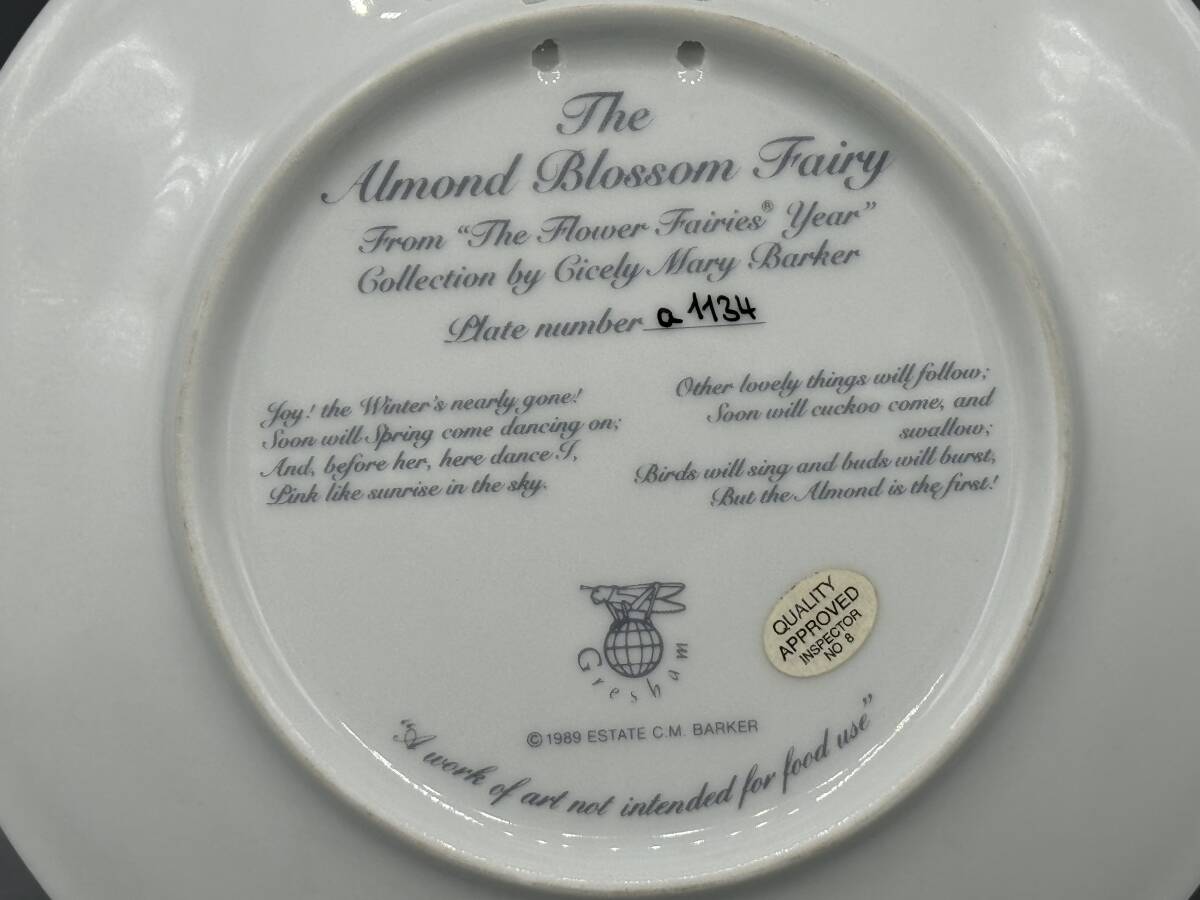 The
Almond Blossom Fairy
From “The Flower Fairies® Year”
Collection by Cicely Mary Barker
Plate number a 1134
Joy! the Winter's nearly gone!
Soon will Spring come dancing on;
And, before her, here dance I,
Pink like sunrise in the sky.
Other lovely things will follow;
Soon will cuckoo come, and
swallow;
Birds will sing and buds will burst,
But the Almond is the first!
Gresham
QUALITY
APPROVED
INSPECTOR
NO 8
©1989 ESTATE C.M. BARKER
“A work of art not intended for food use”